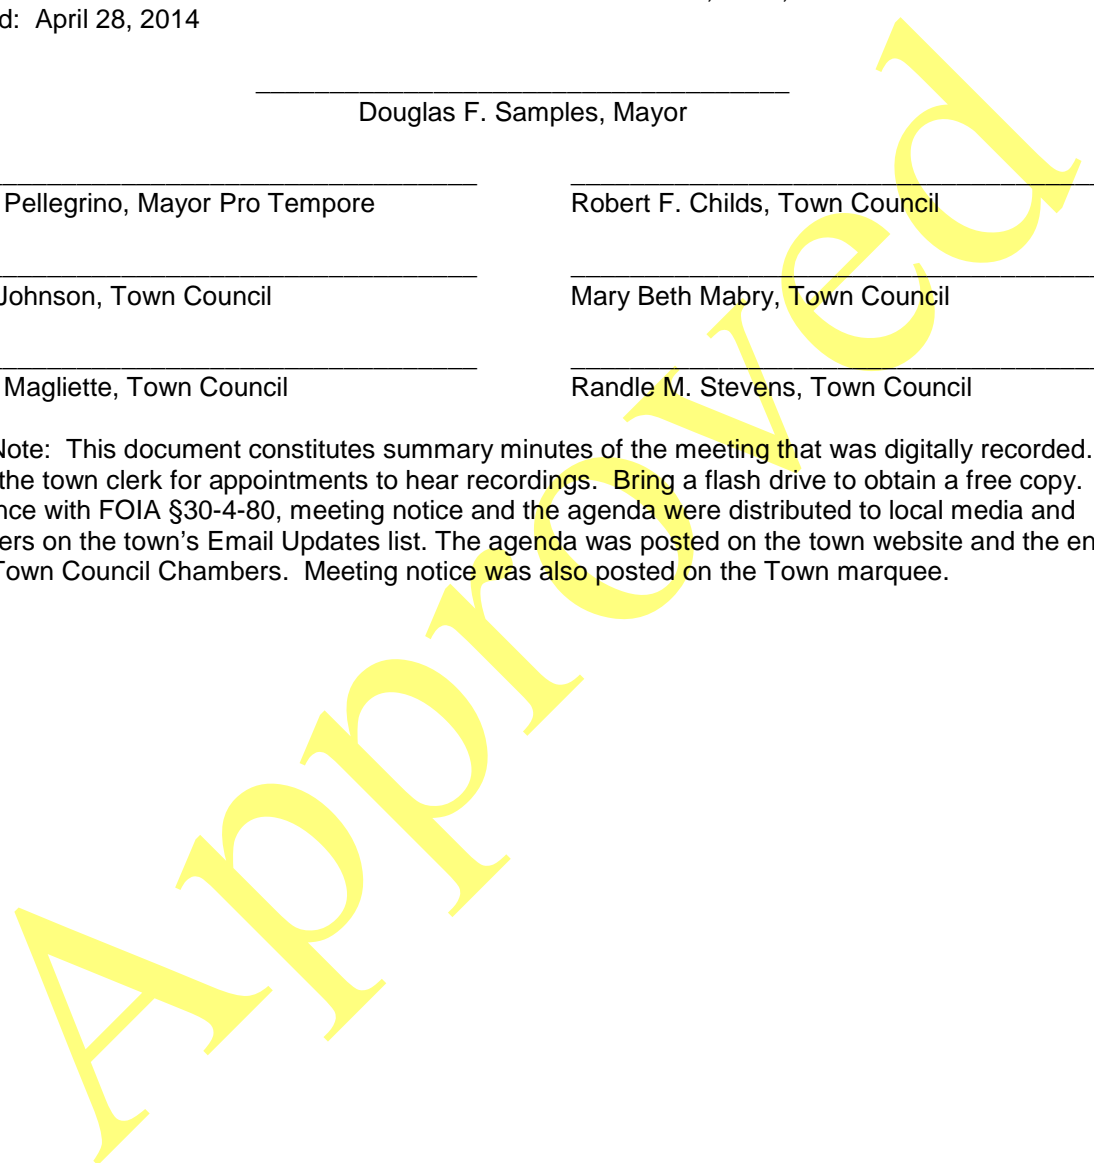 d: April 28, 2014
Douglas F. Samples, Mayor
Pellegrino, Mayor Pro Tempore
Robert F. Childs, Town Council
Johnson, Town Council
Mary Beth Mabry, Town Council
Magliette, Town Council
Randle M. Stevens, Town Council
Note: This document constitutes summary minutes of the meeting that was digitally recorded.
the town clerk for appointments to hear recordings. Bring a flash drive to obtain a free copy.
nce with FOIA §30-4-80, meeting notice and the agenda were distributed to local media and
ers on the town’s Email Updates list. The agenda was posted on the town website and the en
Town Council Chambers. Meeting notice was also posted on the Town marquee.
Approved